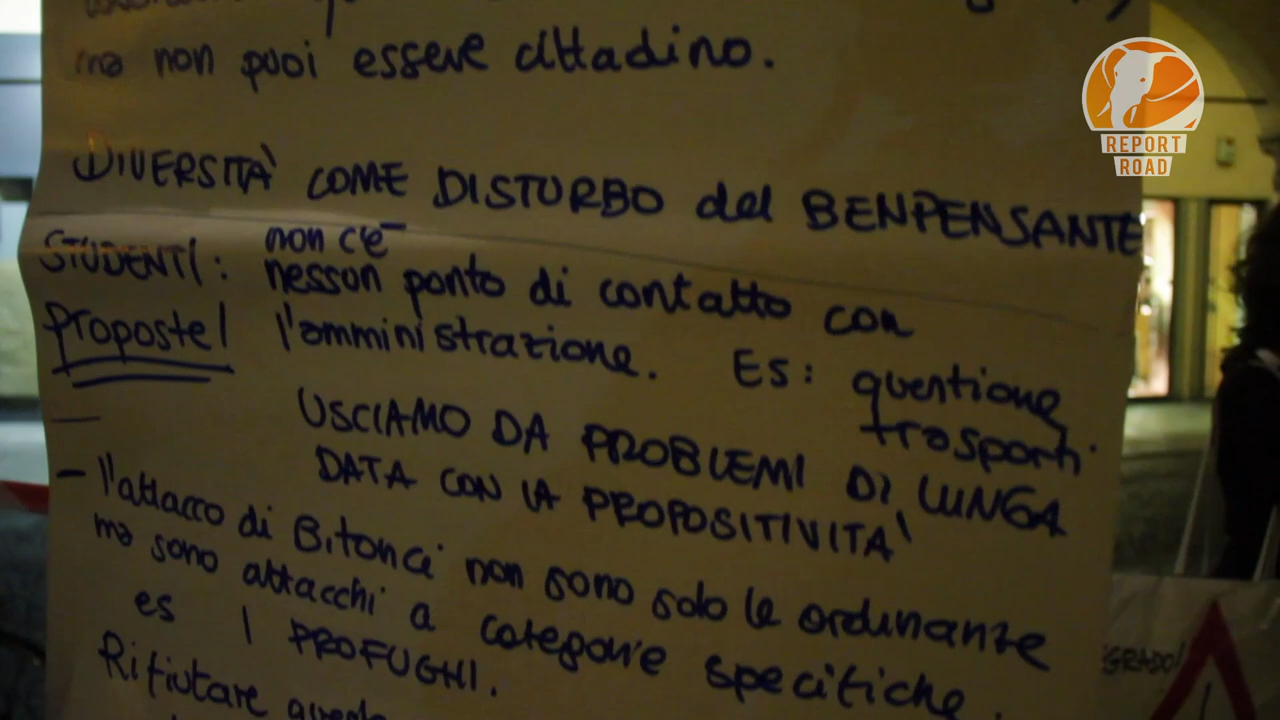 ma non puoi essere cittadino.
DIVERSITÀ COME DISTURBO del BENPENSANTE
STUDENTI: non c'è
nessun punto di contatto con
proposte! l'amministrazione. Es: questione
trasporti.
USCIAMO DA PROBLEMI DI LUNGA
DATA CON LA PROPOSITIVITÀ
- l'attacco di Bitonci non sono solo le ordinanze
ma sono attacchi a categorie specifiche.
es I PROFUGHI.
Rifiutare
REPORT
ROAD
GRADO!